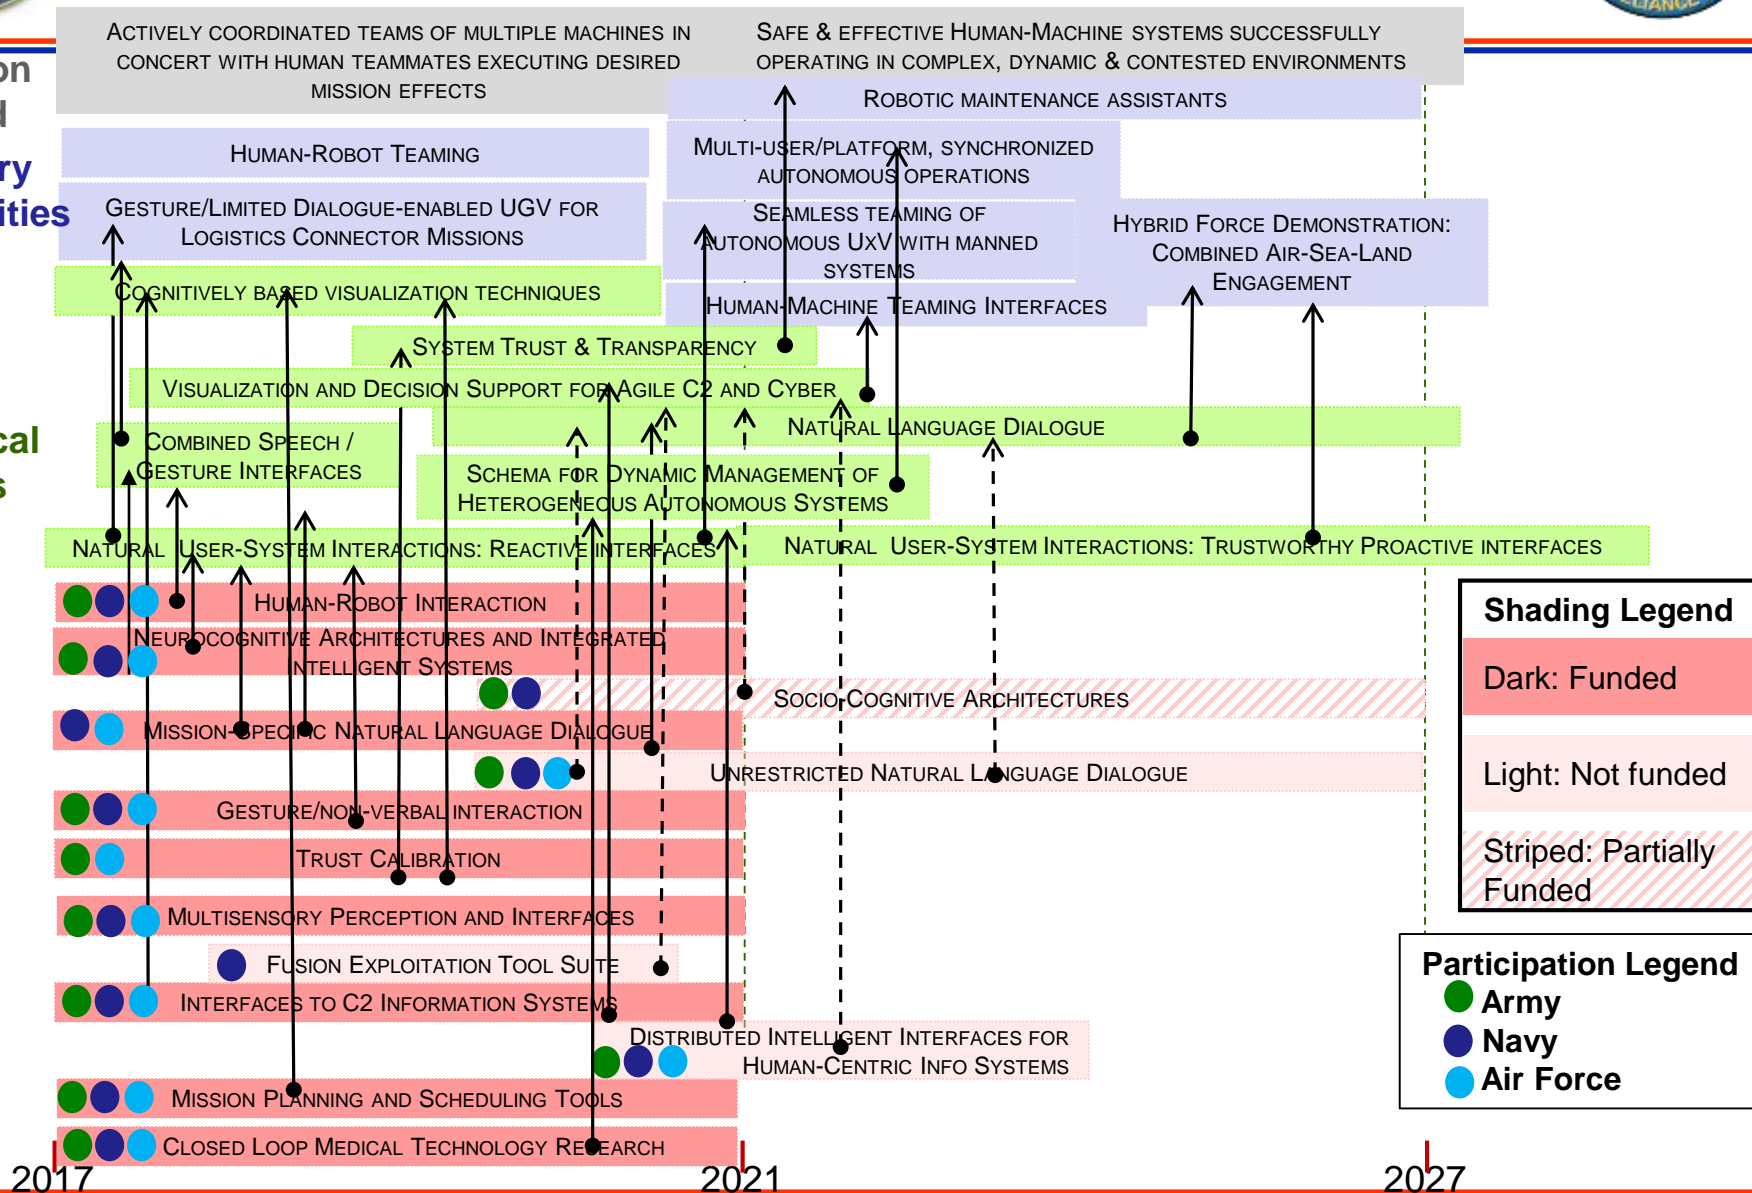 ACTIVELY COORDINATED TEAMS OF MULTIPLE MACHINES IN
CONCERT WITH HUMAN TEAMMATES EXECUTING DESIRED
MISSION EFFECTS
SAFE & EFFECTIVE HUMAN-MACHINE SYSTEMS SUCCESSFULLY
OPERATING IN COMPLEX, DYNAMIC & CONTESTED ENVIRONMENTS
ROBOTIC MAINTENANCE ASSISTANTS
HUMAN-ROBOT TEAMING
MULTI-USER/PLATFORM, SYNCHRONIZED
AUTONOMOUS OPERATIONS
GESTURE/LIMITED DIALOGUE-ENABLED UGV FOR
LOGISTICS CONNECTOR MISSIONS
SEAMLESS TEAMING OF
AUTONOMOUS UXV WITH MANNED
SYSTEMS
HYBRID FORCE DEMONSTRATION:
COMBINED AIR-SEA-LAND
ENGAGEMENT
COGNITIVELY BASED VISUALIZATION TECHNIQUES
HUMAN-MACHINE TEAMING INTERFACES
SYSTEM TRUST & TRANSPARENCY
VISUALIZATION AND DECISION SUPPORT FOR AGILE C2 AND CYBER
NATURAL LANGUAGE DIALOGUE
COMBINED SPEECH /
GESTURE INTERFACES
SCHEMA FOR DYNAMIC MANAGEMENT OF
HETEROGENEOUS AUTONOMOUS SYSTEMS
NATURAL USER-SYSTEM INTERACTIONS: REACTIVE INTERFACES
NATURAL USER-SYSTEM INTERACTIONS: TRUSTWORTHY PROACTIVE INTERFACES
HUMAN-ROBOT INTERACTION
NEUROCOGNITIVE ARCHITECTURES AND INTEGRATED
INTELLIGENT SYSTEMS
SOCIO-COGNITIVE ARCHITECTURES
MISSION-SPECIFIC NATURAL LANGUAGE DIALOGUE
UNRESTRICTED NATURAL LANGUAGE DIALOGUE
GESTURE/NON-VERBAL INTERACTION
TRUST CALIBRATION
MULTISENSORY PERCEPTION AND INTERFACES
FUSION EXPLOITATION TOOL SUITE
INTERFACES TO C2 INFORMATION SYSTEMS
DISTRIBUTED INTELLIGENT INTERFACES FOR
HUMAN-CENTRIC INFO SYSTEMS
MISSION PLANNING AND SCHEDULING TOOLS
CLOSED LOOP MEDICAL TECHNOLOGY RESEARCH
2017
2021
2027
Shading Legend
Dark: Funded
Light: Not funded
Striped: Partially
Funded
Participation Legend
Army
Navy
Air Force